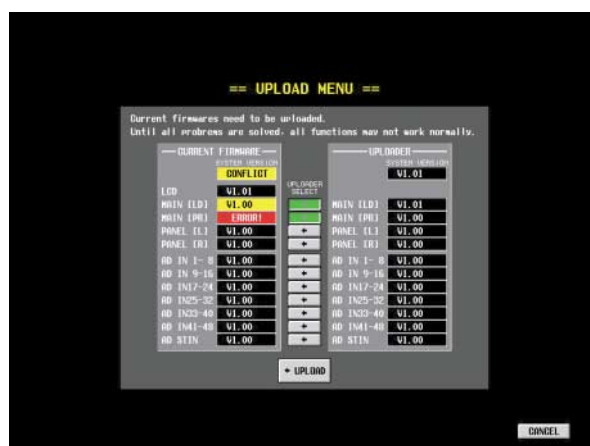 == UPLOAD MENU ==
Current firmwares need to be uploaded.
Until all probrems are solved, all functions may not work normally.
CURRENT FIRMWARE UPLOADER
SYSTEM VERSION SYSTEM VERSION
CONFLICT V1.01
LCD V1.01 UPLOADER SELECT
MAIN [LD] V1.00 MAIN [LD] V1.01
MAIN [PR] ERROR! MAIN [PR] V1.00
PANEL [L] V1.00 PANEL [L] V1.00
PANEL [R] V1.00 PANEL [R] V1.00
AD IN 1- 8 V1.00 AD IN 1- 8 V1.00
AD IN 9-16 V1.00 AD IN 9-16 V1.00
AD IN17-24 V1.00 AD IN17-24 V1.00
AD IN25-32 V1.00 AD IN25-32 V1.00
AD IN33-40 V1.00 AD IN33-40 V1.00
AD IN41-48 V1.00 AD IN41-48 V1.00
AD STIN V1.00 AD STIN V1.00
UPLOAD
CANCEL